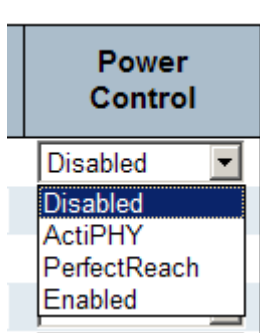 Power
Control
Disabled
Disabled
ActiPHY
PerfectReach
Enabled